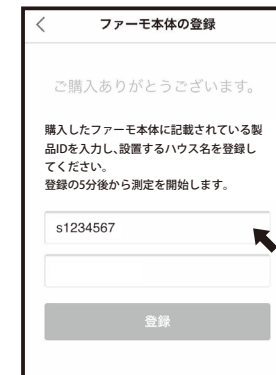 ファーモ本体の登録
ご購入ありがとうございます。
購入したファーモ本体に記載されている製
品IDを入力し、設置するハウス名を登録し
てください。
登録の5分後から測定を開始します。
s1234567
登録